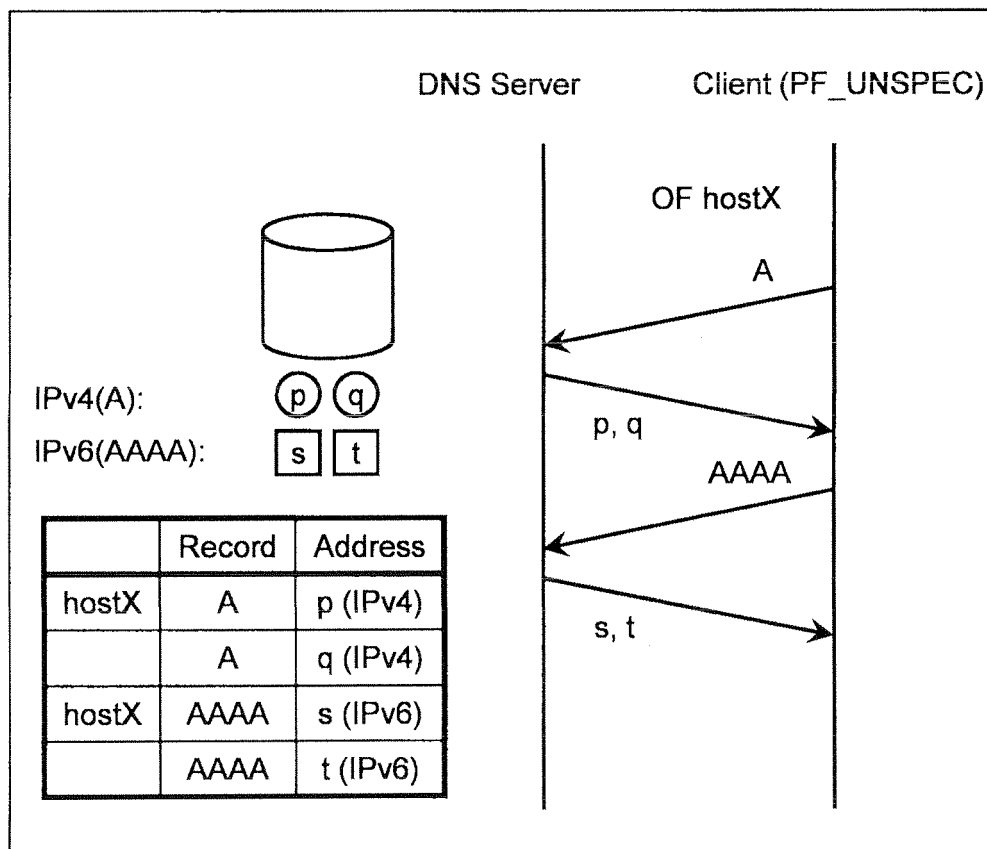 DNS Server Client (PF_UNSPEC)
OF hostX
A
IPv4(A): p q
p, q
IPv6(AAAA): s t
AAAA
Record Address
hostX A p (IPv4)
A q (IPv4)
s, t
hostX AAAA s (IPv6)
AAAA t (IPv6)